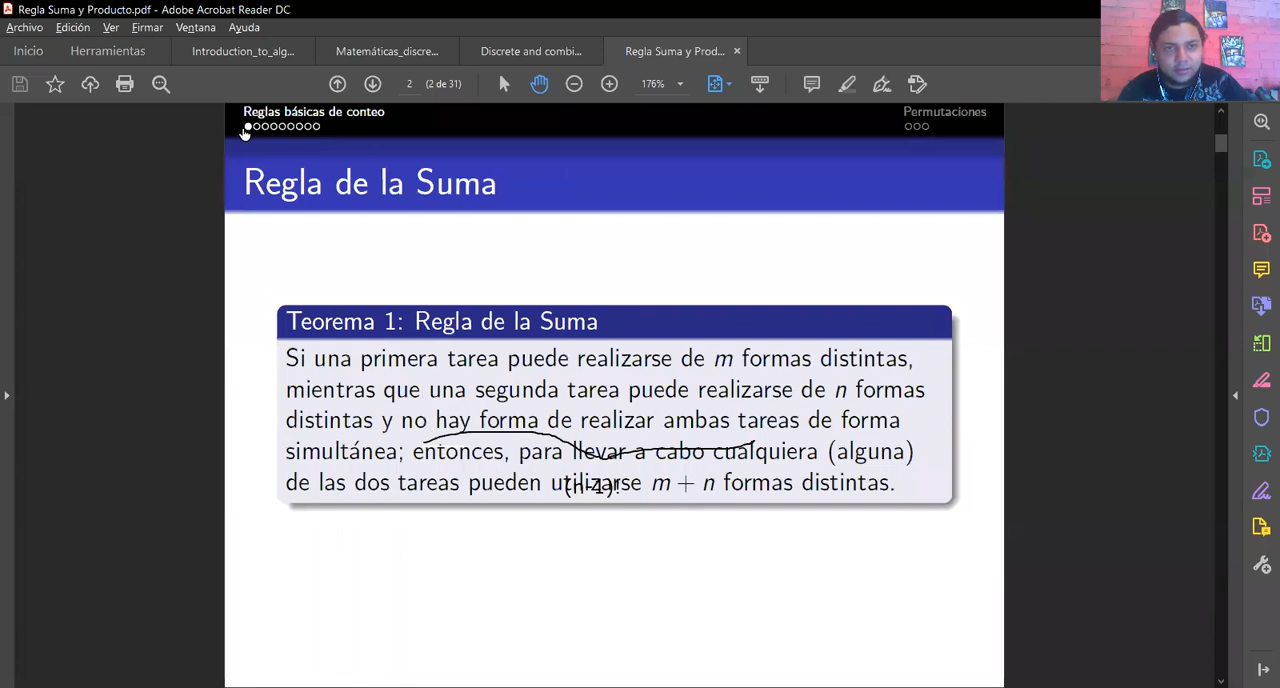 Regla Suma y Producto.pdf - Adobe Acrobat Reader DC
Archivo Edición Ver Firmar Ventana Ayuda
Inicio Herramientas Introduction_to_alg... Matemáticas_discre... Discrete and combi... Regla Suma y Prod... ×
2 (2 de 31) 176%
Reglas básicas de conteo Permutaciones
Regla de la Suma
Teorema 1: Regla de la Suma
Si una primera tarea puede realizarse de m formas distintas,
mientras que una segunda tarea puede realizarse de n formas
distintas y no hay forma de realizar ambas tareas de forma
simultánea; entonces, para llevar a cabo cualquiera (alguna)
de las dos tareas pueden utilizarse m + n formas distintas.
(n-1)!